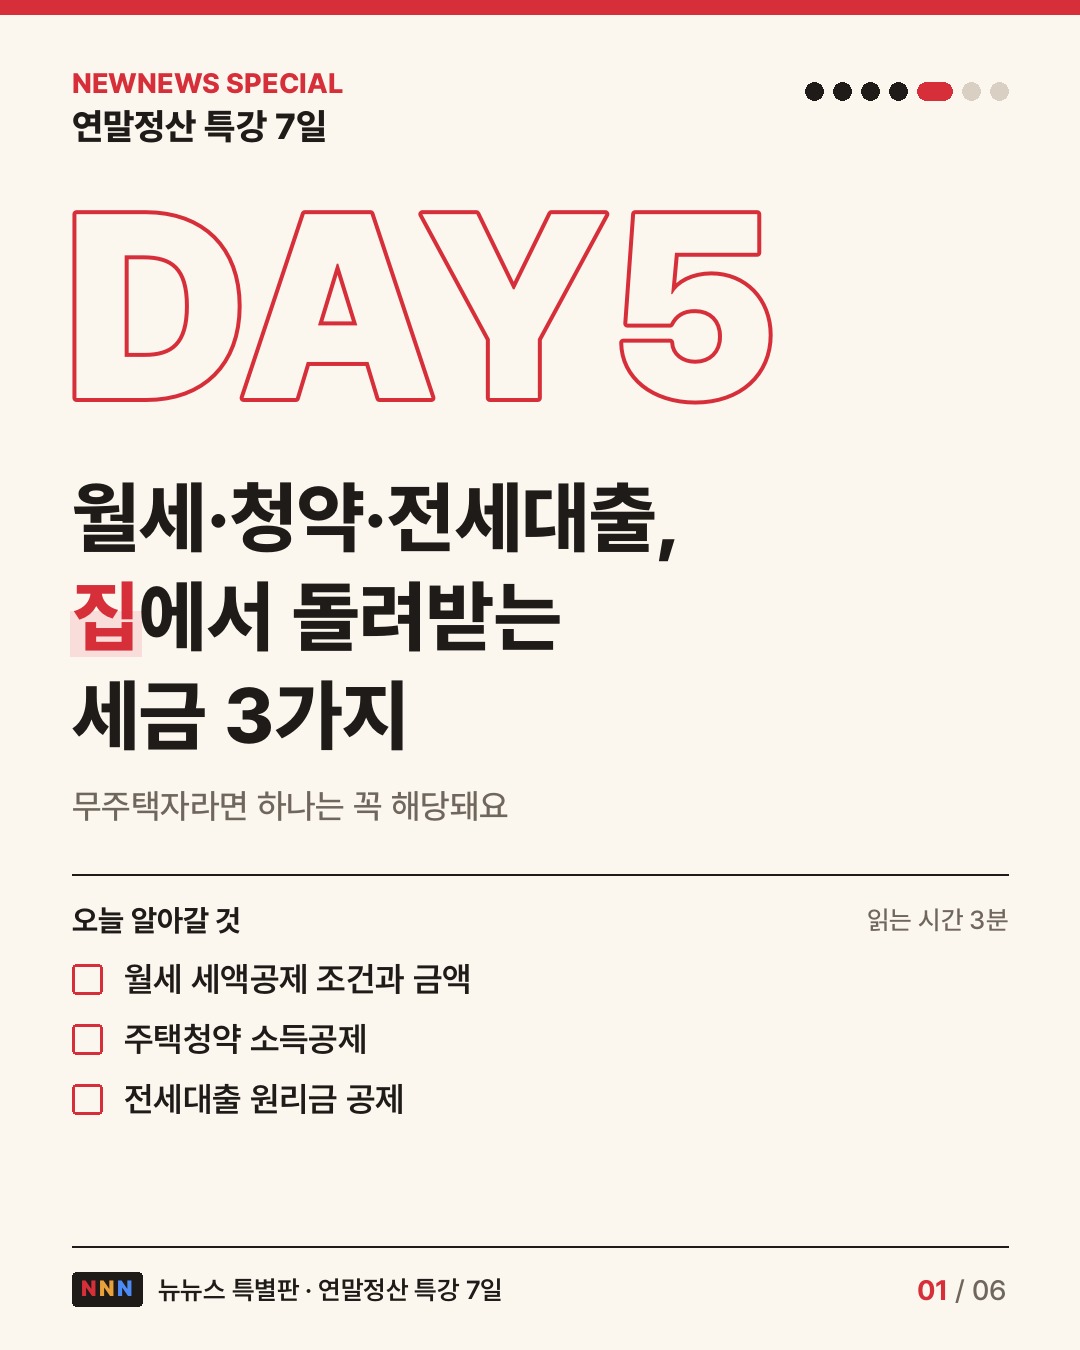 NEWNEWS SPECIAL
연말정산 특강 7일
DAY5
월세·청약·전세대출,
집에서 돌려받는
세금 3가지
무주택자라면 하나는 꼭 해당돼요
오늘 알아갈 것
읽는 시간 3분
월세 세액공제 조건과 금액
주택청약 소득공제
전세대출 원리금 공제
NNN 뉴뉴스 특별판 · 연말정산 특강 7일
01 / 06